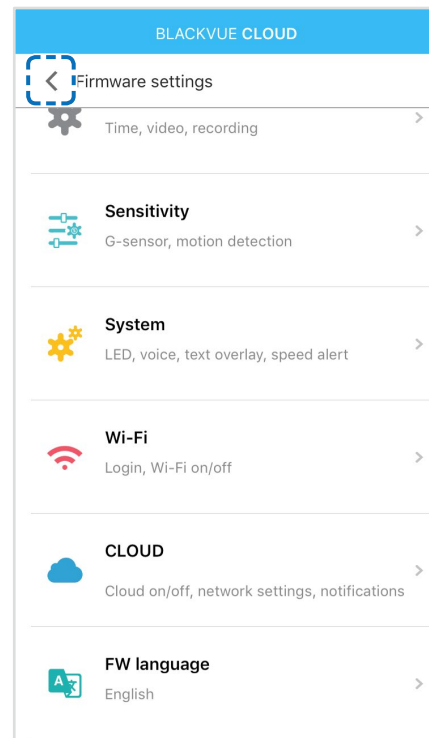 BLACKVUE CLOUD
Firmware settings
Time, video, recording
Sensitivity
G-sensor, motion detection
System
LED, voice, text overlay, speed alert
Wi-Fi
Login, Wi-Fi on/off
CLOUD
Cloud on/off, network settings, notifications
FW language
English